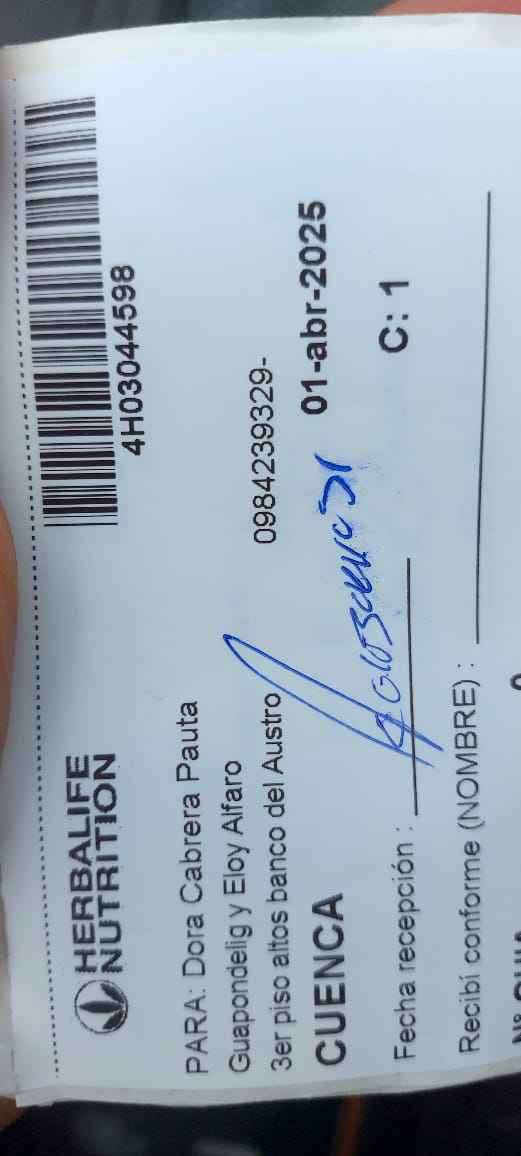 HERBALIFE
NUTRITION
4H03044598
PARA: Dora Cabrera Pauta
Guapondelig y Eloy Alfaro
3er piso altos banco del Austro
0984239329-
CUENCA
01-abr-2025
Fecha recepción :
C: 1
Recibí conforme (NOMBRE) :